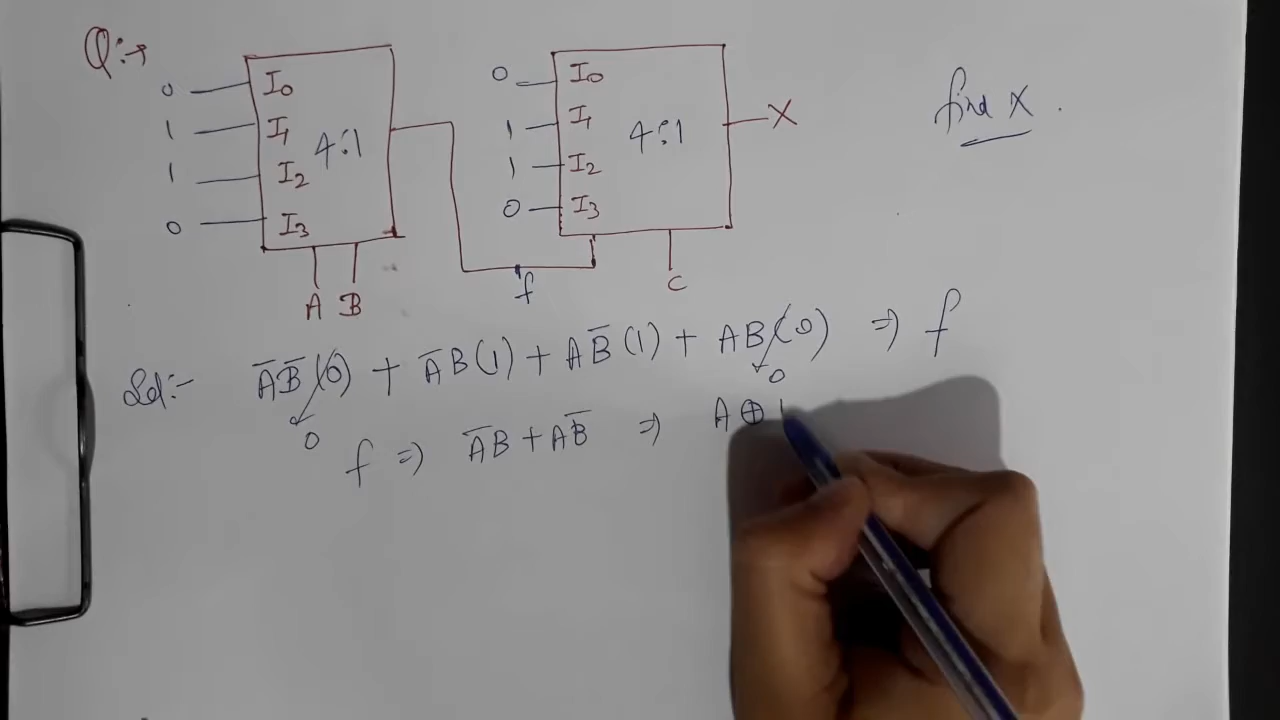 Q:→
0 I0 0 I0
1 I1 4:1 1 I1 4:1 X find X.
1 I2 1 I2
0 I3 0 I3
A B f C
Sol:- A̅B̅(0) + A̅B(1) + AB̅(1) + AB(0) ⇒ f
0 0
f ⇒ A̅B + AB̅ ⇒ A⊕